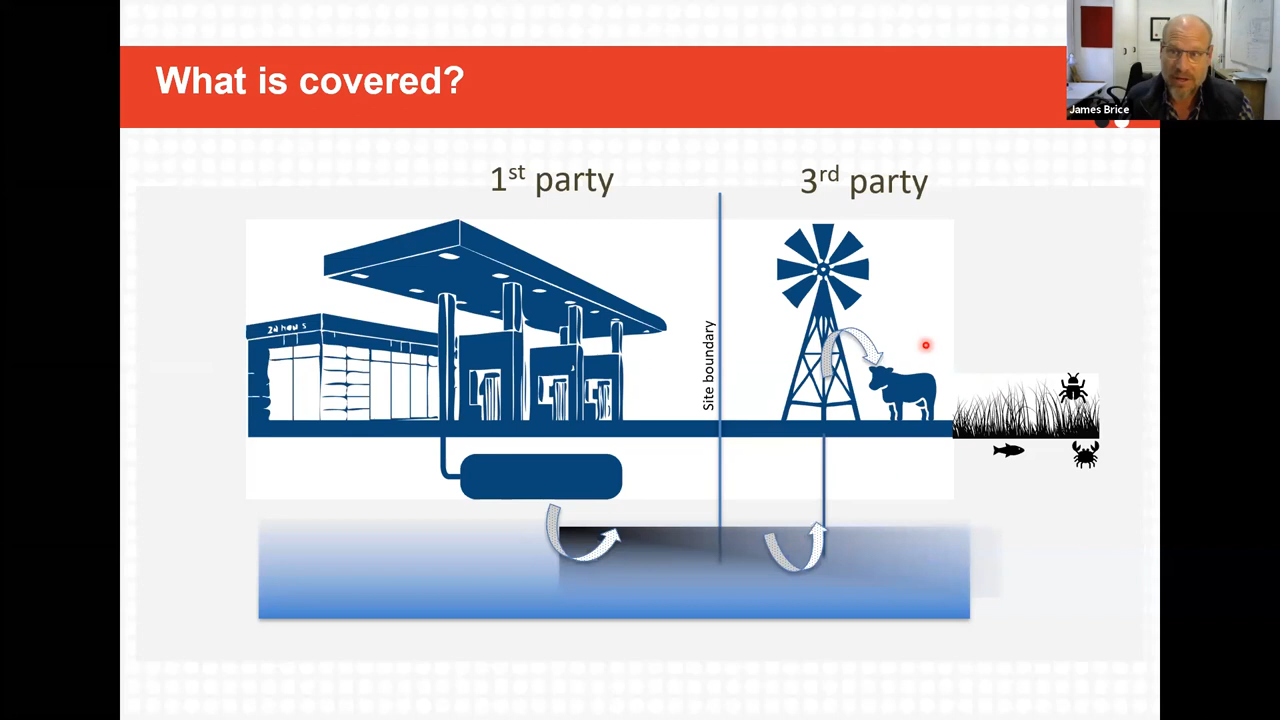 What is covered?
James Brice
1st party
3rd party
Site boundary